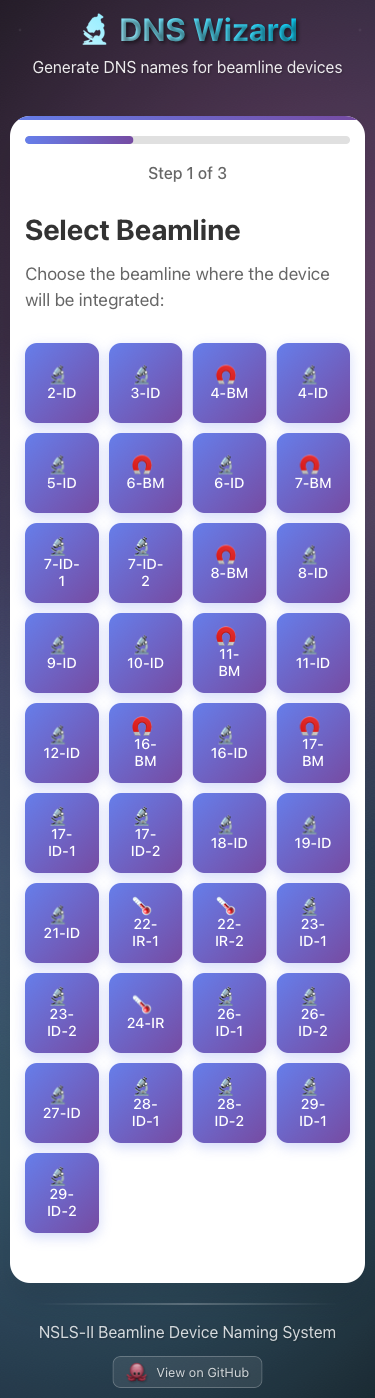 DNS Wizard
Generate DNS names for beamline devices
Step 1 of 3
Select Beamline
Choose the beamline where the device
will be integrated:
2-ID
3-ID
4-BM
4-ID
5-ID
6-BM
6-ID
7-BM
7-ID-
1
7-ID-
2
8-BM
8-ID
9-ID
10-ID
11-
BM
11-ID
12-ID
16-
BM
16-ID
17-
BM
17-
ID-1
17-
ID-2
18-ID
19-ID
21-ID
22-
IR-1
22-
IR-2
23-
ID-1
23-
ID-2
24-IR
26-
ID-1
26-
ID-2
27-ID
28-
ID-1
28-
ID-2
29-
ID-1
29-
ID-2
NSLS-II Beamline Device Naming System
View on GitHub